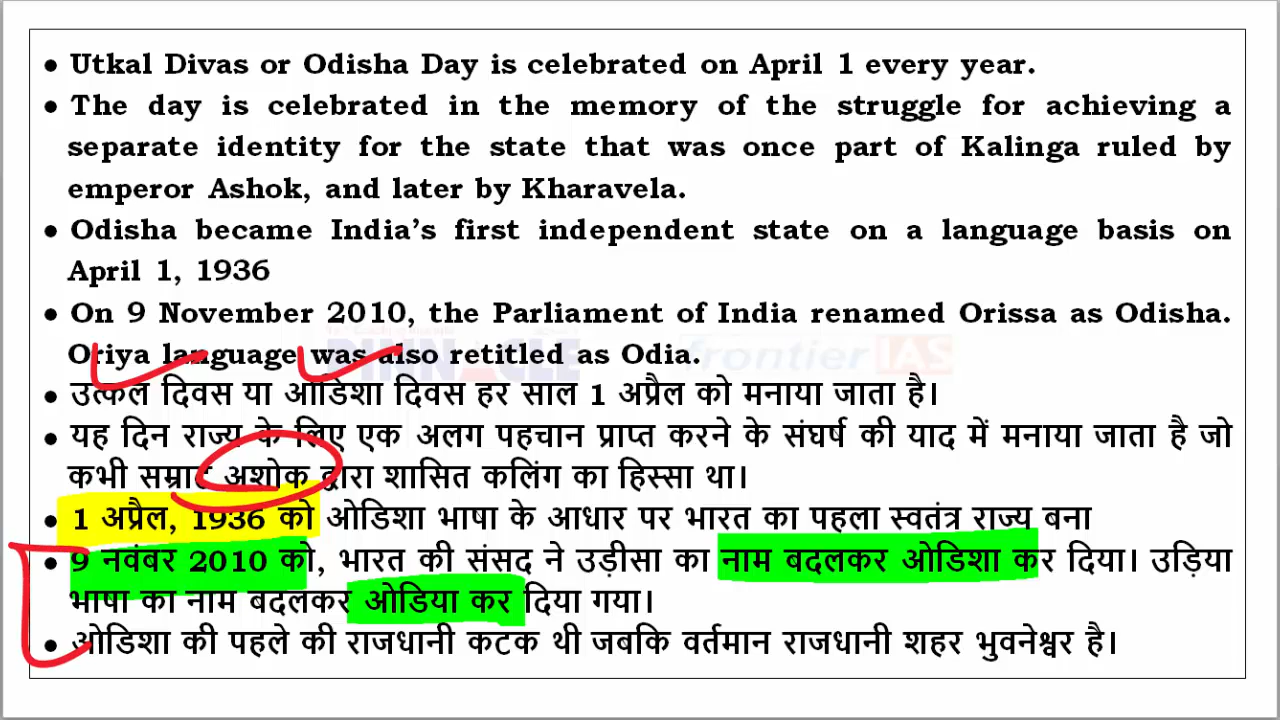 ● Utkal Divas or Odisha Day is celebrated on April 1 every year.
● The day is celebrated in the memory of the struggle for achieving a
separate identity for the state that was once part of Kalinga ruled by
emperor Ashok, and later by Kharavela.
● Odisha became India’s first independent state on a language basis on
April 1, 1936
● On 9 November 2010, the Parliament of India renamed Orissa as Odisha.
Oriya language was also retitled as Odia.
PINNACLE frontier IAS
● उत्कल दिवस या ओडिशा दिवस हर साल 1 अप्रैल को मनाया जाता है।
● यह दिन राज्य के लिए एक अलग पहचान प्राप्त करने के संघर्ष की याद में मनाया जाता है जो
कभी सम्राट अशोक द्वारा शासित कलिंग का हिस्सा था।
● 1 अप्रैल, 1936 को ओडिशा भाषा के आधार पर भारत का पहला स्वतंत्र राज्य बना
● 9 नवंबर 2010 को, भारत की संसद ने उड़ीसा का नाम बदलकर ओडिशा कर दिया। उड़िया
भाषा का नाम बदलकर ओडिया कर दिया गया।
● ओडिशा की पहले की राजधानी कटक थी जबकि वर्तमान राजधानी शहर भुवनेश्वर है।